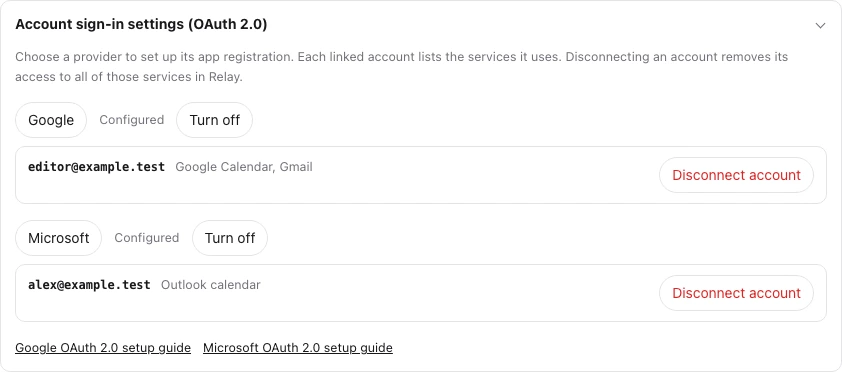 Account sign-in settings (OAuth 2.0)
Choose a provider to set up its app registration. Each linked account lists the services it uses. Disconnecting an account removes its
access to all of those services in Relay.
Google Configured Turn off
editor@example.test Google Calendar, Gmail Disconnect account
Microsoft Configured Turn off
alex@example.test Outlook calendar Disconnect account
Google OAuth 2.0 setup guide Microsoft OAuth 2.0 setup guide